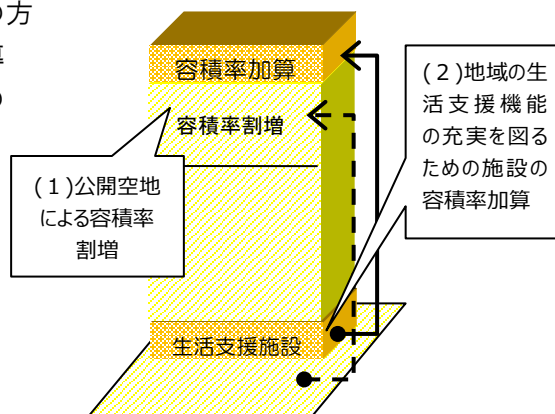 の方
容積率加算
容積率割増
(1)公開空地
による容積率
割増
(2)地域の生
活支援機能
の充実を図る
ための施設の
容積率加算
生活支援施設